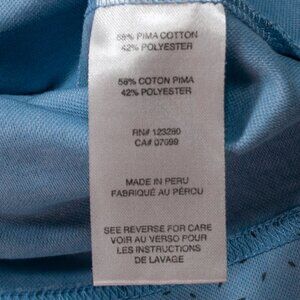 58% PIMA COTTON
42% POLYESTER
58% COTON PIMA
42% POLYESTER
RN# 123280
CA# 07099
MADE IN PERU
FABRIQUÉ AU PÉROU
SEE REVERSE FOR CARE
VOIR AU VERSO POUR
LES INSTRUCTIONS
DE LAVAGE